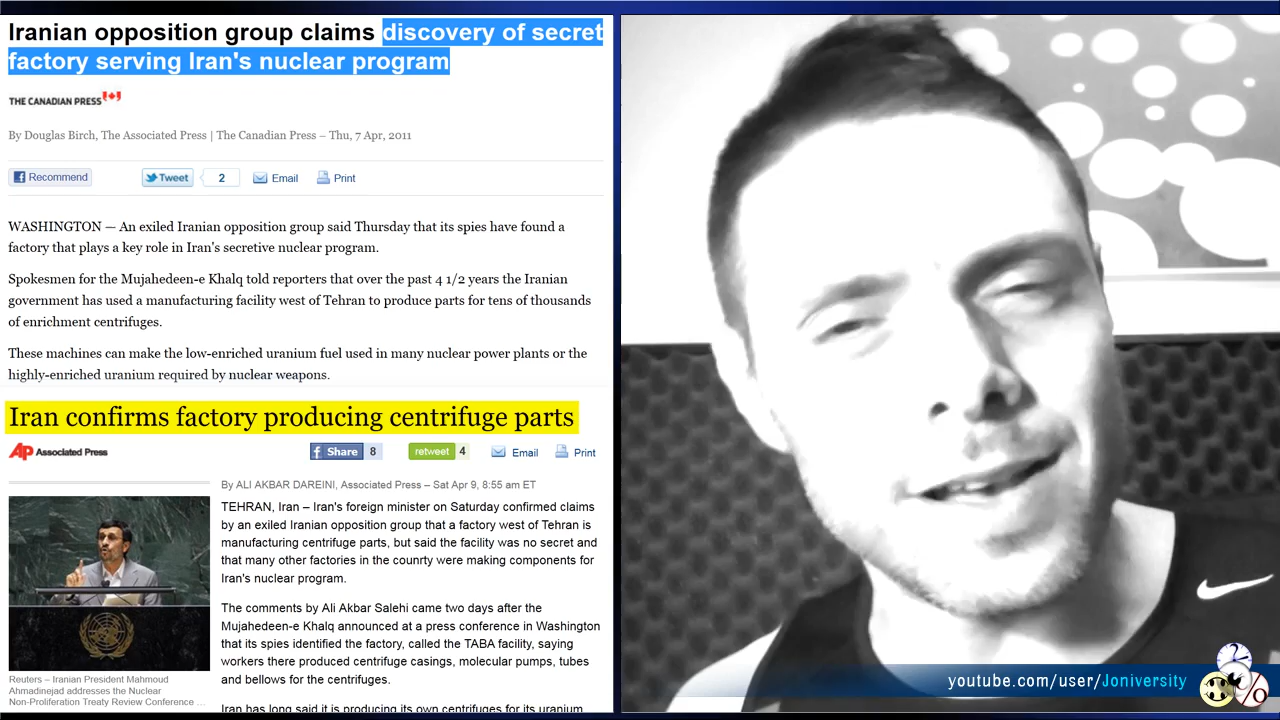 Iranian opposition group claims discovery of secret
factory serving Iran's nuclear program
THE CANADIAN PRESS
By Douglas Birch, The Associated Press | The Canadian Press – Thu, 7 Apr, 2011
Recommend
Tweet 2
Email
Print
WASHINGTON — An exiled Iranian opposition group said Thursday that its spies have found a
factory that plays a key role in Iran's secretive nuclear program.
Spokesmen for the Mujahedeen-e Khalq told reporters that over the past 4 1/2 years the Iranian
government has used a manufacturing facility west of Tehran to produce parts for tens of thousands
of enrichment centrifuges.
These machines can make the low-enriched uranium fuel used in many nuclear power plants or the
highly-enriched uranium required by nuclear weapons.
Iran confirms factory producing centrifuge parts
AP Associated Press
Share 8
retweet 4
Email
Print
By ALI AKBAR DAREINI, Associated Press – Sat Apr 9, 8:55 am ET
TEHRAN, Iran – Iran's foreign minister on Saturday confirmed claims
by an exiled Iranian opposition group that a factory west of Tehran is
manufacturing centrifuge parts, but said the facility was no secret and
that many other factories in the counrty were making components for
Iran's nuclear program.
The comments by Ali Akbar Salehi came two days after the
Mujahedeen-e Khalq announced at a press conference in Washington
that its spies identified the factory, called the TABA facility, saying
workers there produced centrifuge casings, molecular pumps, tubes
and bellows for the centrifuges.
Iran has long said it is producing its own centrifuges for its uranium
Reuters – Iranian President Mahmoud
Ahmadinejad addresses the Nuclear
Non-Proliferation Treaty Review Conference ...
youtube.com/user/Joniversity